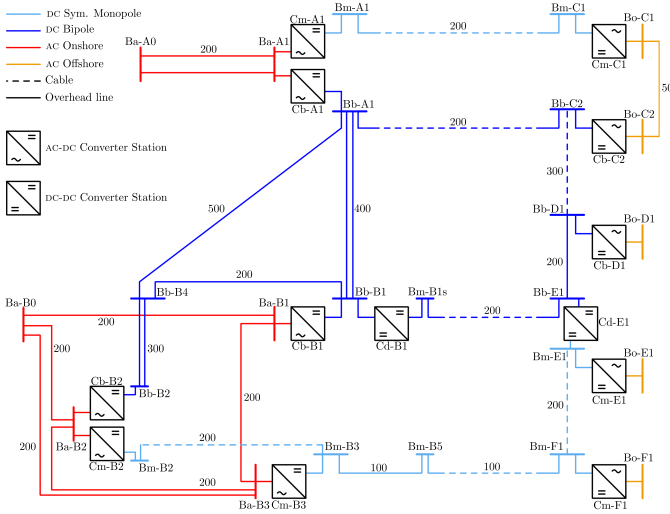 DC Sym. Monopole
DC Bipole
AC Onshore
AC Offshore
Cable
Overhead line
AC-DC Converter Station
DC-DC Converter Station
Ba-A0
200
Ba-A1
Cm-A1
Bm-A1
200
Bm-C1
Bo-C1
Cm-C1
50
Cb-A1
Bb-A1
200
Bb-C2
Bo-C2
Cb-C2
300
500
400
Bb-D1
Bo-D1
Cb-D1
200
200
Bb-B4
Bb-B1
Bm-B1s
Bb-E1
Ba-B0
Ba-B1
200
200
Cd-E1
Cb-B1
Cd-B1
200
300
Bm-E1
Bo-E1
Cb-B2
Bb-B2
200
Cm-E1
200
200
Ba-B2
200
Cm-B2
Bm-B2
Bm-B3
Bm-B5
Bm-F1
Bo-F1
100
100
200
Ba-B3
Cm-B3
Cm-F1